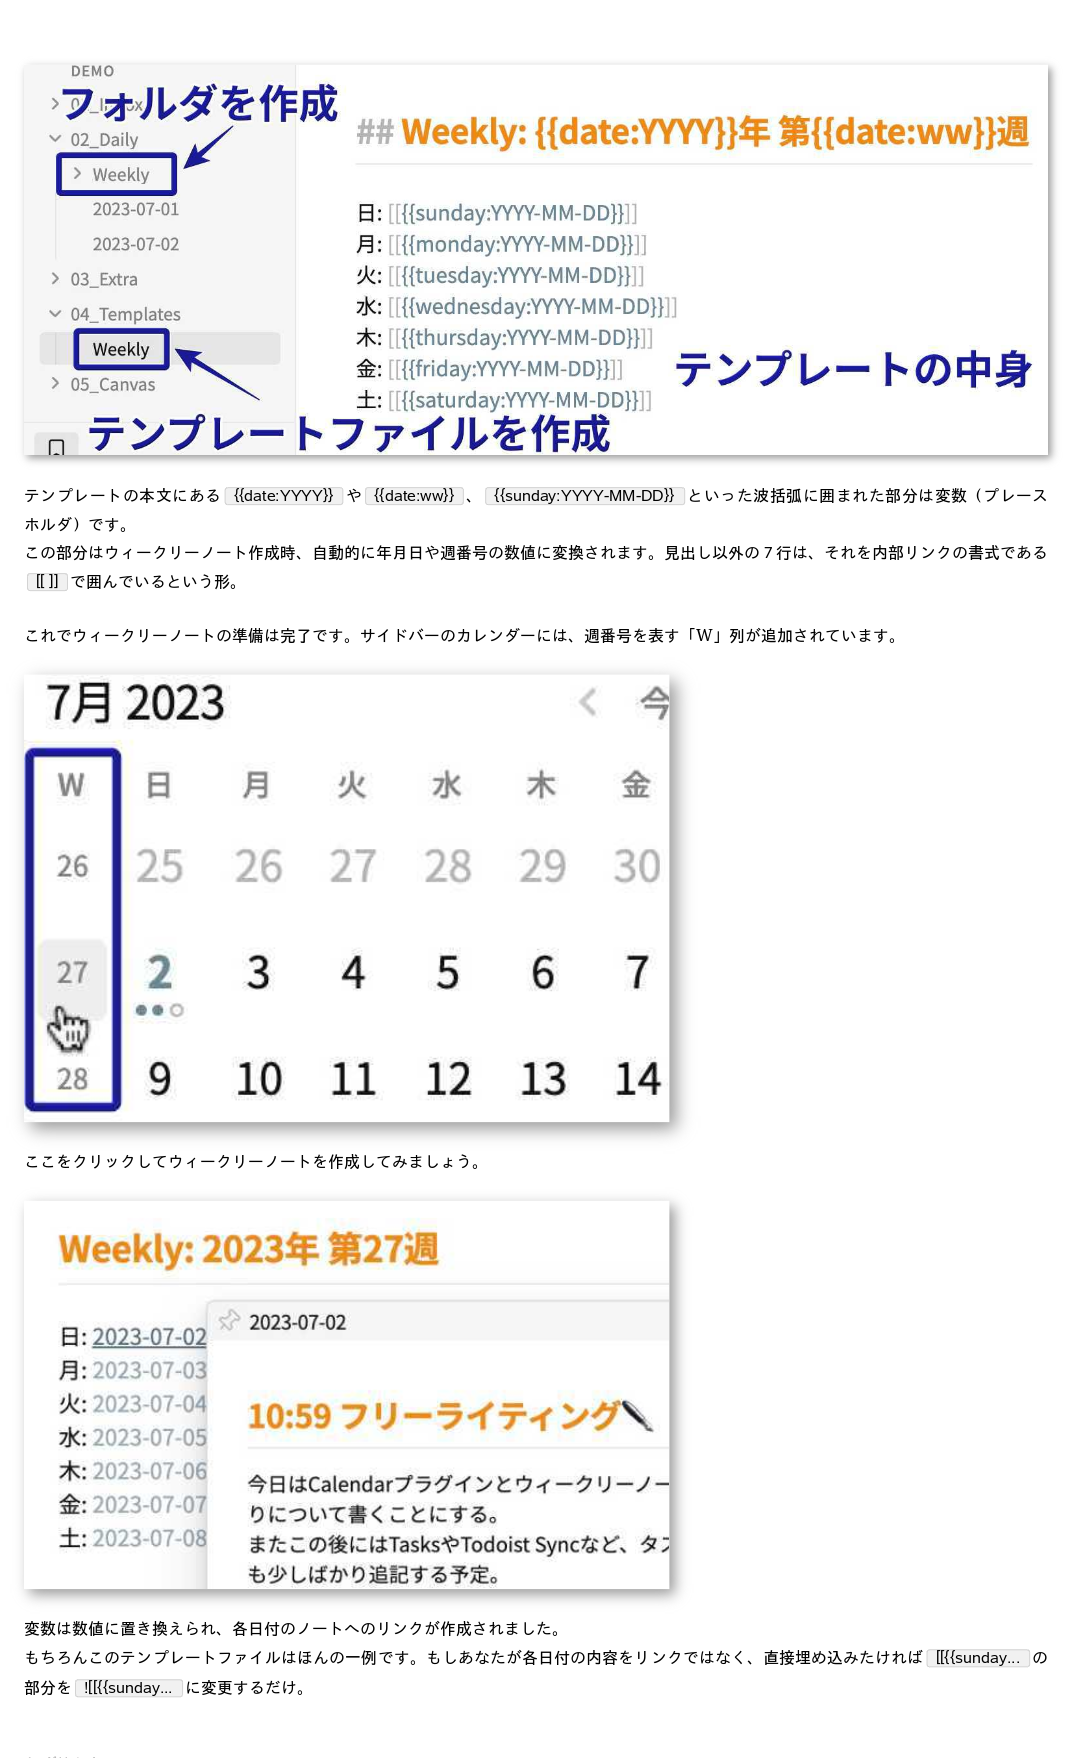 DEMO
フォルダを作成
02_Daily
Weekly
2023-07-01
2023-07-02
03_Extra
04_Templates
Weekly
05_Canvas
テンプレートファイルを作成
## Weekly: {{date:YYYY}}年 第{{date:ww}}週
日: [[{{sunday:YYYY-MM-DD}}]]
月: [[{{monday:YYYY-MM-DD}}]]
火: [[{{tuesday:YYYY-MM-DD}}]]
水: [[{{wednesday:YYYY-MM-DD}}]]
木: [[{{thursday:YYYY-MM-DD}}]]
金: [[{{friday:YYYY-MM-DD}}]]
土: [[{{saturday:YYYY-MM-DD}}]]
テンプレートの中身
テンプレートの本文にある {{date:YYYY}} や {{date:ww}} 、 {{sunday:YYYY-MM-DD}} といった波括弧に囲まれた部分は変数（プレース
ホルダ）です。
この部分はウィークリーノート作成時、自動的に年月日や週番号の数値に変換されます。見出し以外の７行は、それを内部リンクの書式である
[[ ]] で囲んでいるという形。
これでウィークリーノートの準備は完了です。サイドバーのカレンダーには、週番号を表す「W」列が追加されています。
7月 2023 < 今
W 日 月 火 水 木 金
26 25 26 27 28 29 30
27 2 3 4 5 6 7
28 9 10 11 12 13 14
ここをクリックしてウィークリーノートを作成してみましょう。
Weekly: 2023年 第27週
日: 2023-07-02
月: 2023-07-03
火: 2023-07-04
水: 2023-07-05
木: 2023-07-06
金: 2023-07-07
土: 2023-07-08
2023-07-02
10:59 フリーライティング
今日はCalendarプラグインとウィークリーノー
りについて書くことにする。
またこの後にはTasksやTodoist Syncなど、タス
も少しばかり追記する予定。
変数は数値に置き換えられ、各日付のノートへのリンクが作成されました。
もちろんこのテンプレートファイルはほんの一例です。もしあなたが各日付の内容をリンクではなく、直接埋め込みたければ [[{{sunday... の
部分を ![[{{sunday... に変更するだけ。